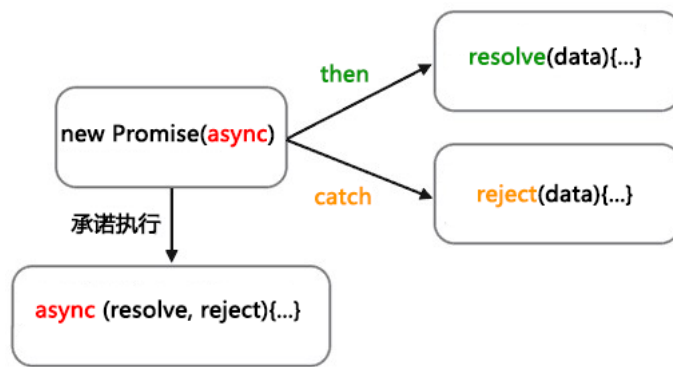 then
resolve(data){...}
new Promise(async)
catch
reject(data){...}
承诺执行
async (resolve, reject){...}